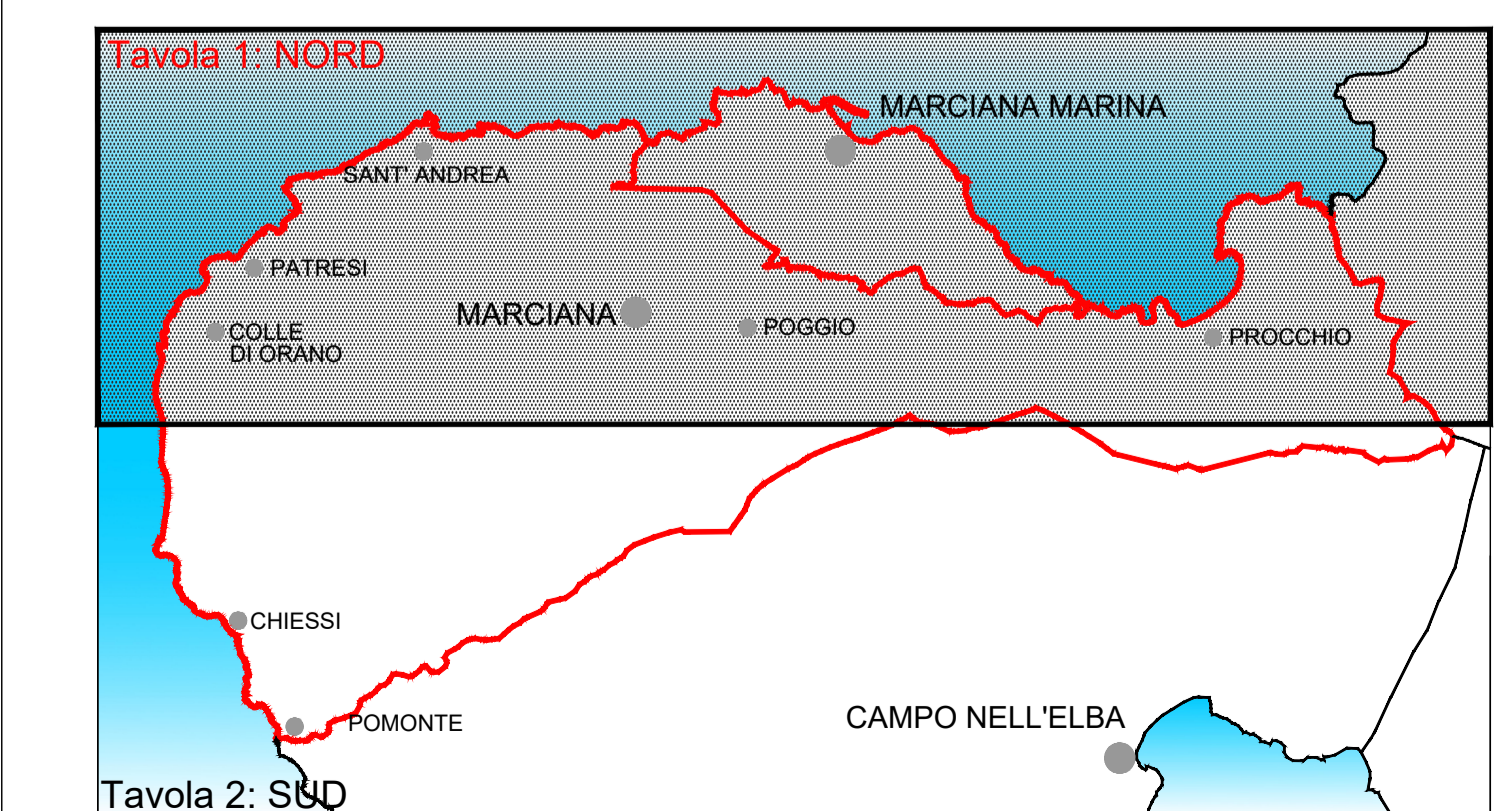 Tavola 1: NORD
MARCIANA MARINA
SANT' ANDREA
PATRESI
MARCIANA
POGGIO
COLLE
DI ORANO
PROCCHIO
CHIESSI
POMONTE
CAMPO NELL'ELBA
Tavola 2: SUD